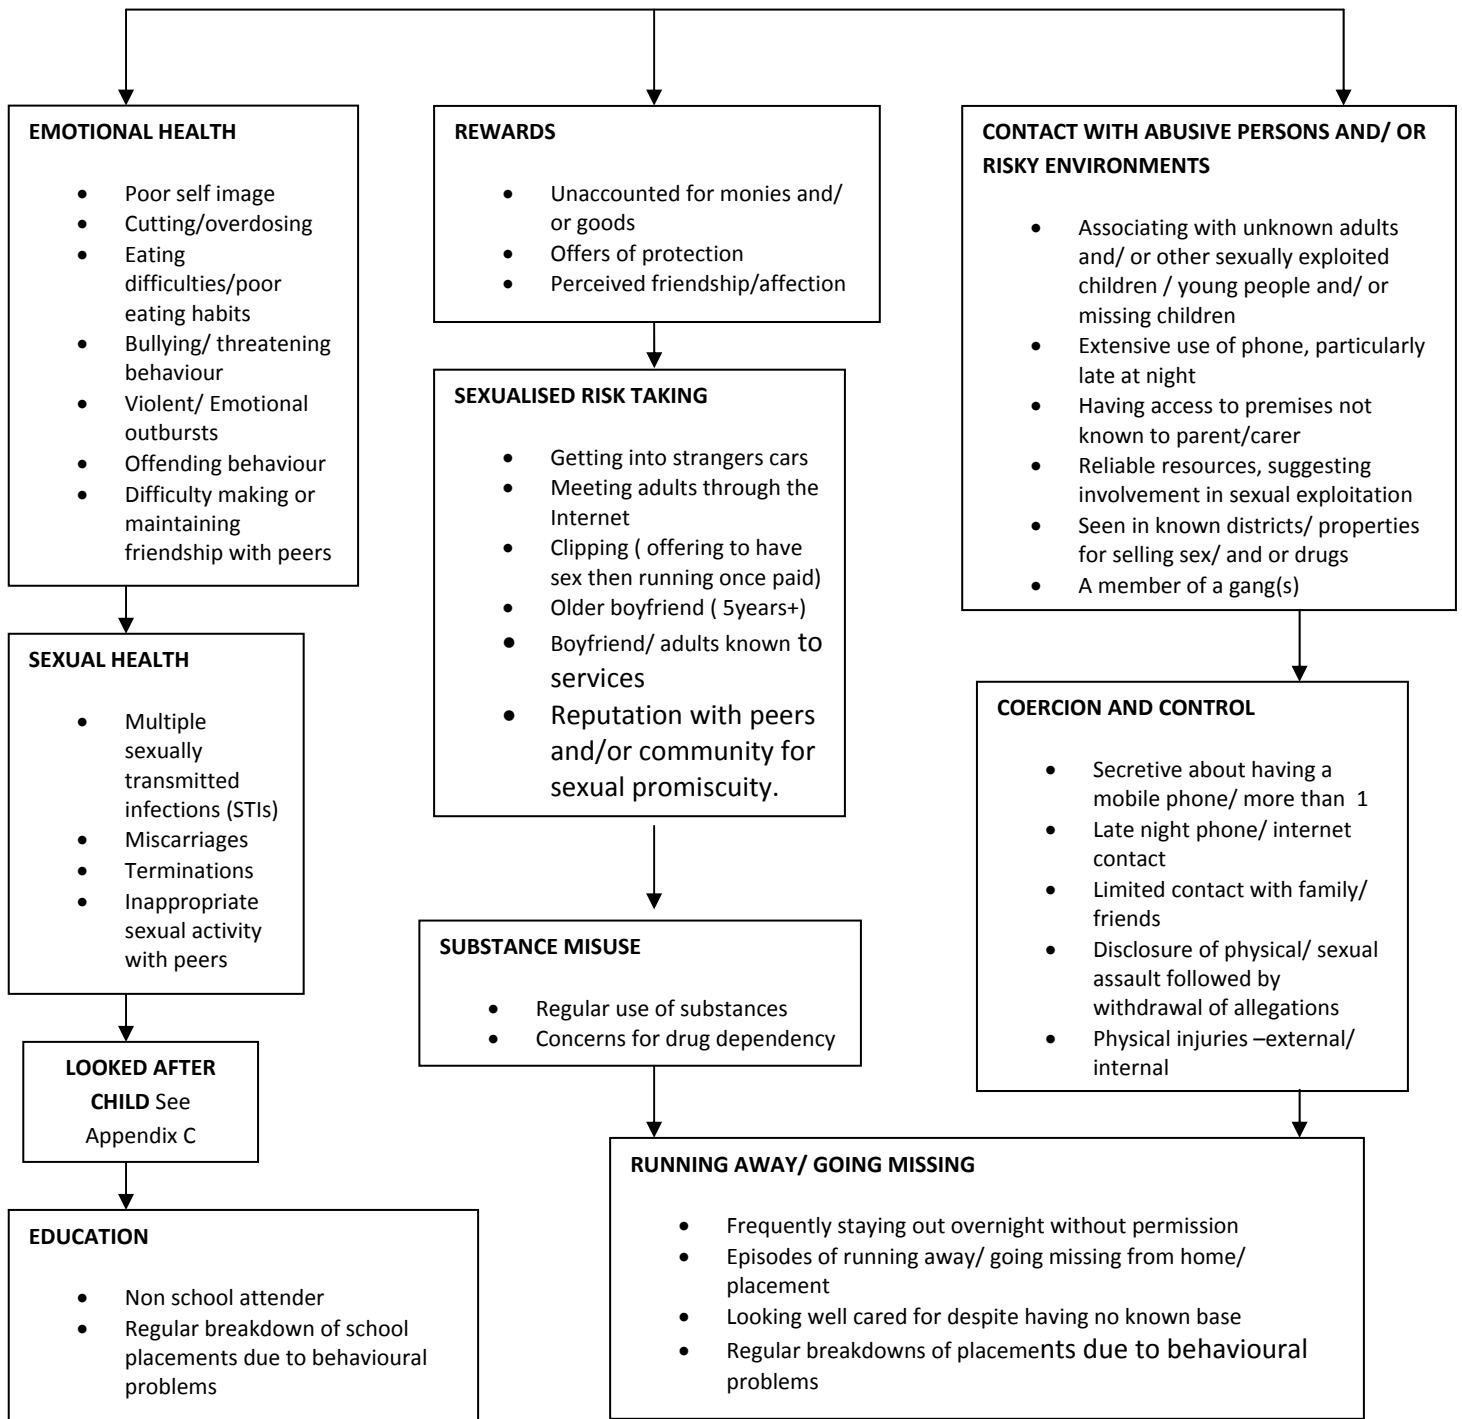 EMOTIONAL HEALTH
• Poor self image
• Cutting/overdosing
• Eating
difficulties/poor
eating habits
• Bullying/ threatening
behaviour
• Violent/ Emotional
outbursts
• Offending behaviour
• Difficulty making or
maintaining
friendship with peers
SEXUAL HEALTH
• Multiple
sexually
transmitted
infections (STIs)
• Miscarriages
• Terminations
• Inappropriate
sexual activity
with peers
LOOKED AFTER
CHILD See
Appendix C
EDUCATION
• Non school attender
• Regular breakdown of school
placements due to behavioural
problems
REWARDS
• Unaccounted for monies and/
or goods
• Offers of protection
• Perceived friendship/affection
SEXUALISED RISK TAKING
• Getting into strangers cars
• Meeting adults through the
Internet
• Clipping ( offering to have
sex then running once paid)
• Older boyfriend ( 5years+)
• Boyfriend/ adults known to
services
• Reputation with peers
and/or community for
sexual promiscuity.
SUBSTANCE MISUSE
• Regular use of substances
• Concerns for drug dependency
CONTACT WITH ABUSIVE PERSONS AND/ OR
RISKY ENVIRONMENTS
• Associating with unknown adults
and/ or other sexually exploited
children / young people and/ or
missing children
• Extensive use of phone, particularly
late at night
• Having access to premises not
known to parent/carer
• Reliable resources, suggesting
involvement in sexual exploitation
• Seen in known districts/ properties
for selling sex/ and or drugs
• A member of a gang(s)
COERCION AND CONTROL
• Secretive about having a
mobile phone/ more than 1
• Late night phone/ internet
contact
• Limited contact with family/
friends
• Disclosure of physical/ sexual
assault followed by
withdrawal of allegations
• Physical injuries –external/
internal
RUNNING AWAY/ GOING MISSING
• Frequently staying out overnight without permission
• Episodes of running away/ going missing from home/
placement
• Looking well cared for despite having no known base
• Regular breakdowns of placements due to behavioural
problems